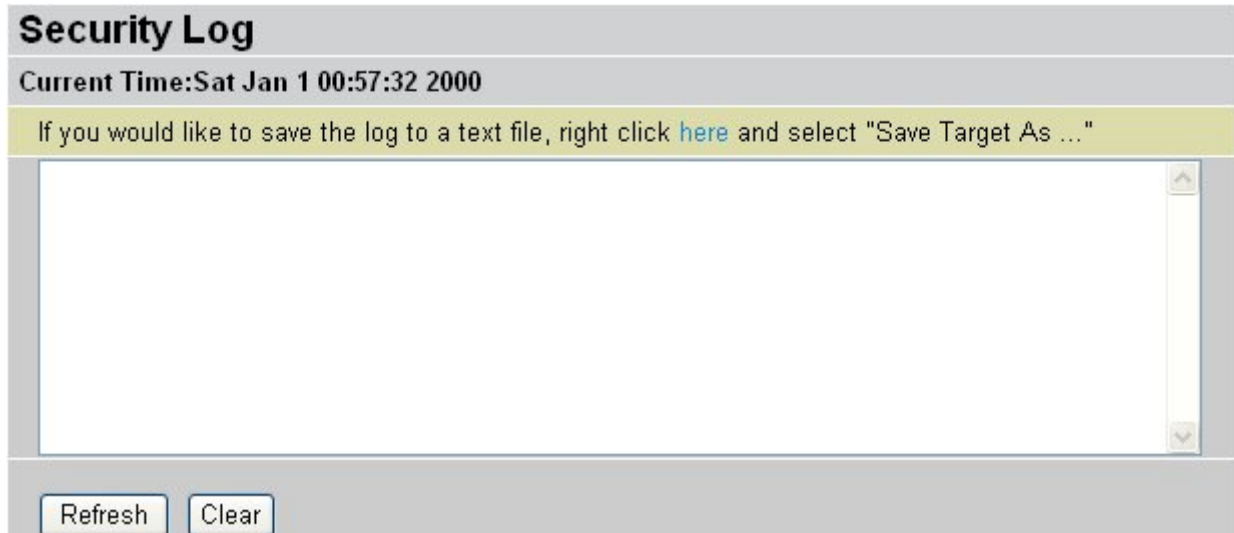 Security Log
Current Time:Sat Jan 1 00:57:32 2000
If you would like to save the log to a text file, right click here and select "Save Target As ..."
Refresh Clear